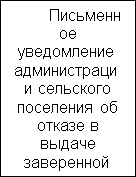 Письменн
ое
уведомление
администраци
и сельского
поселения об
отказе в
выдаче
заверенной